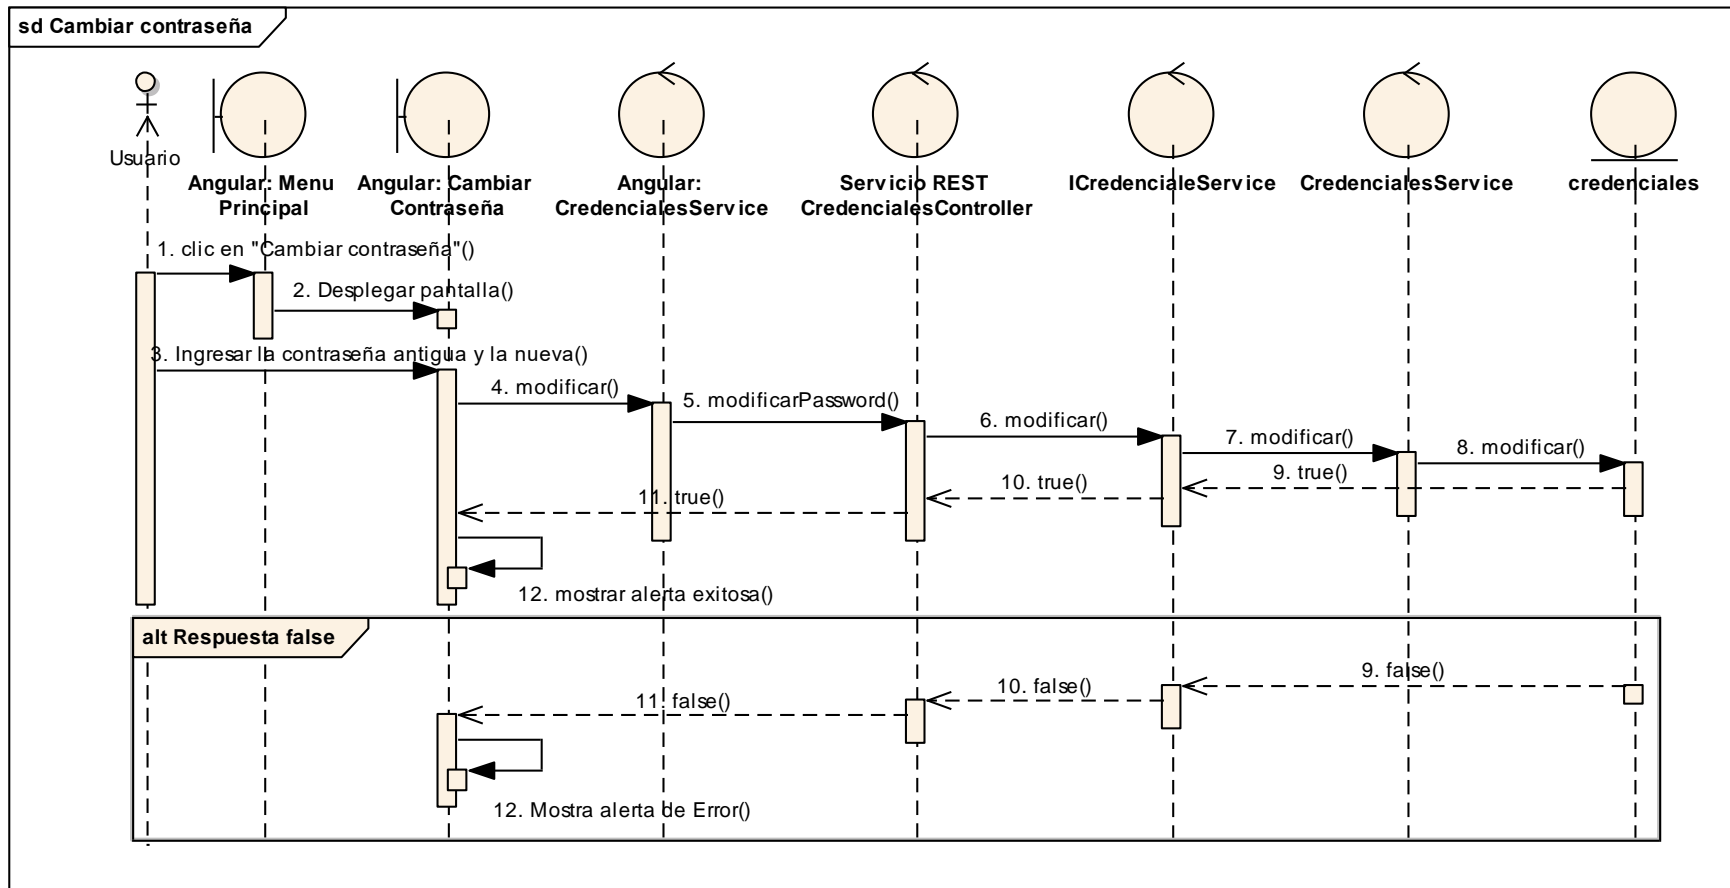 sd Cambiar contraseña
Usuario
Angular: Menu
Principal
Angular: Cambiar
Contraseña
Angular:
CredencialesService
Servicio REST
CredencialesController
ICredencialeService
CredencialesService
credenciales
1. clic en "Cambiar contraseña"()
2. Desplegar pantalla()
3. Ingresar la contraseña antigua y la nueva()
4. modificar()
5. modificarPassword()
6. modificar()
7. modificar()
8. modificar()
9. true()
10. true()
11. true()
12. mostrar alerta exitosa()
alt Respuesta false
9. false()
10. false()
11. false()
12. Mostra alerta de Error()